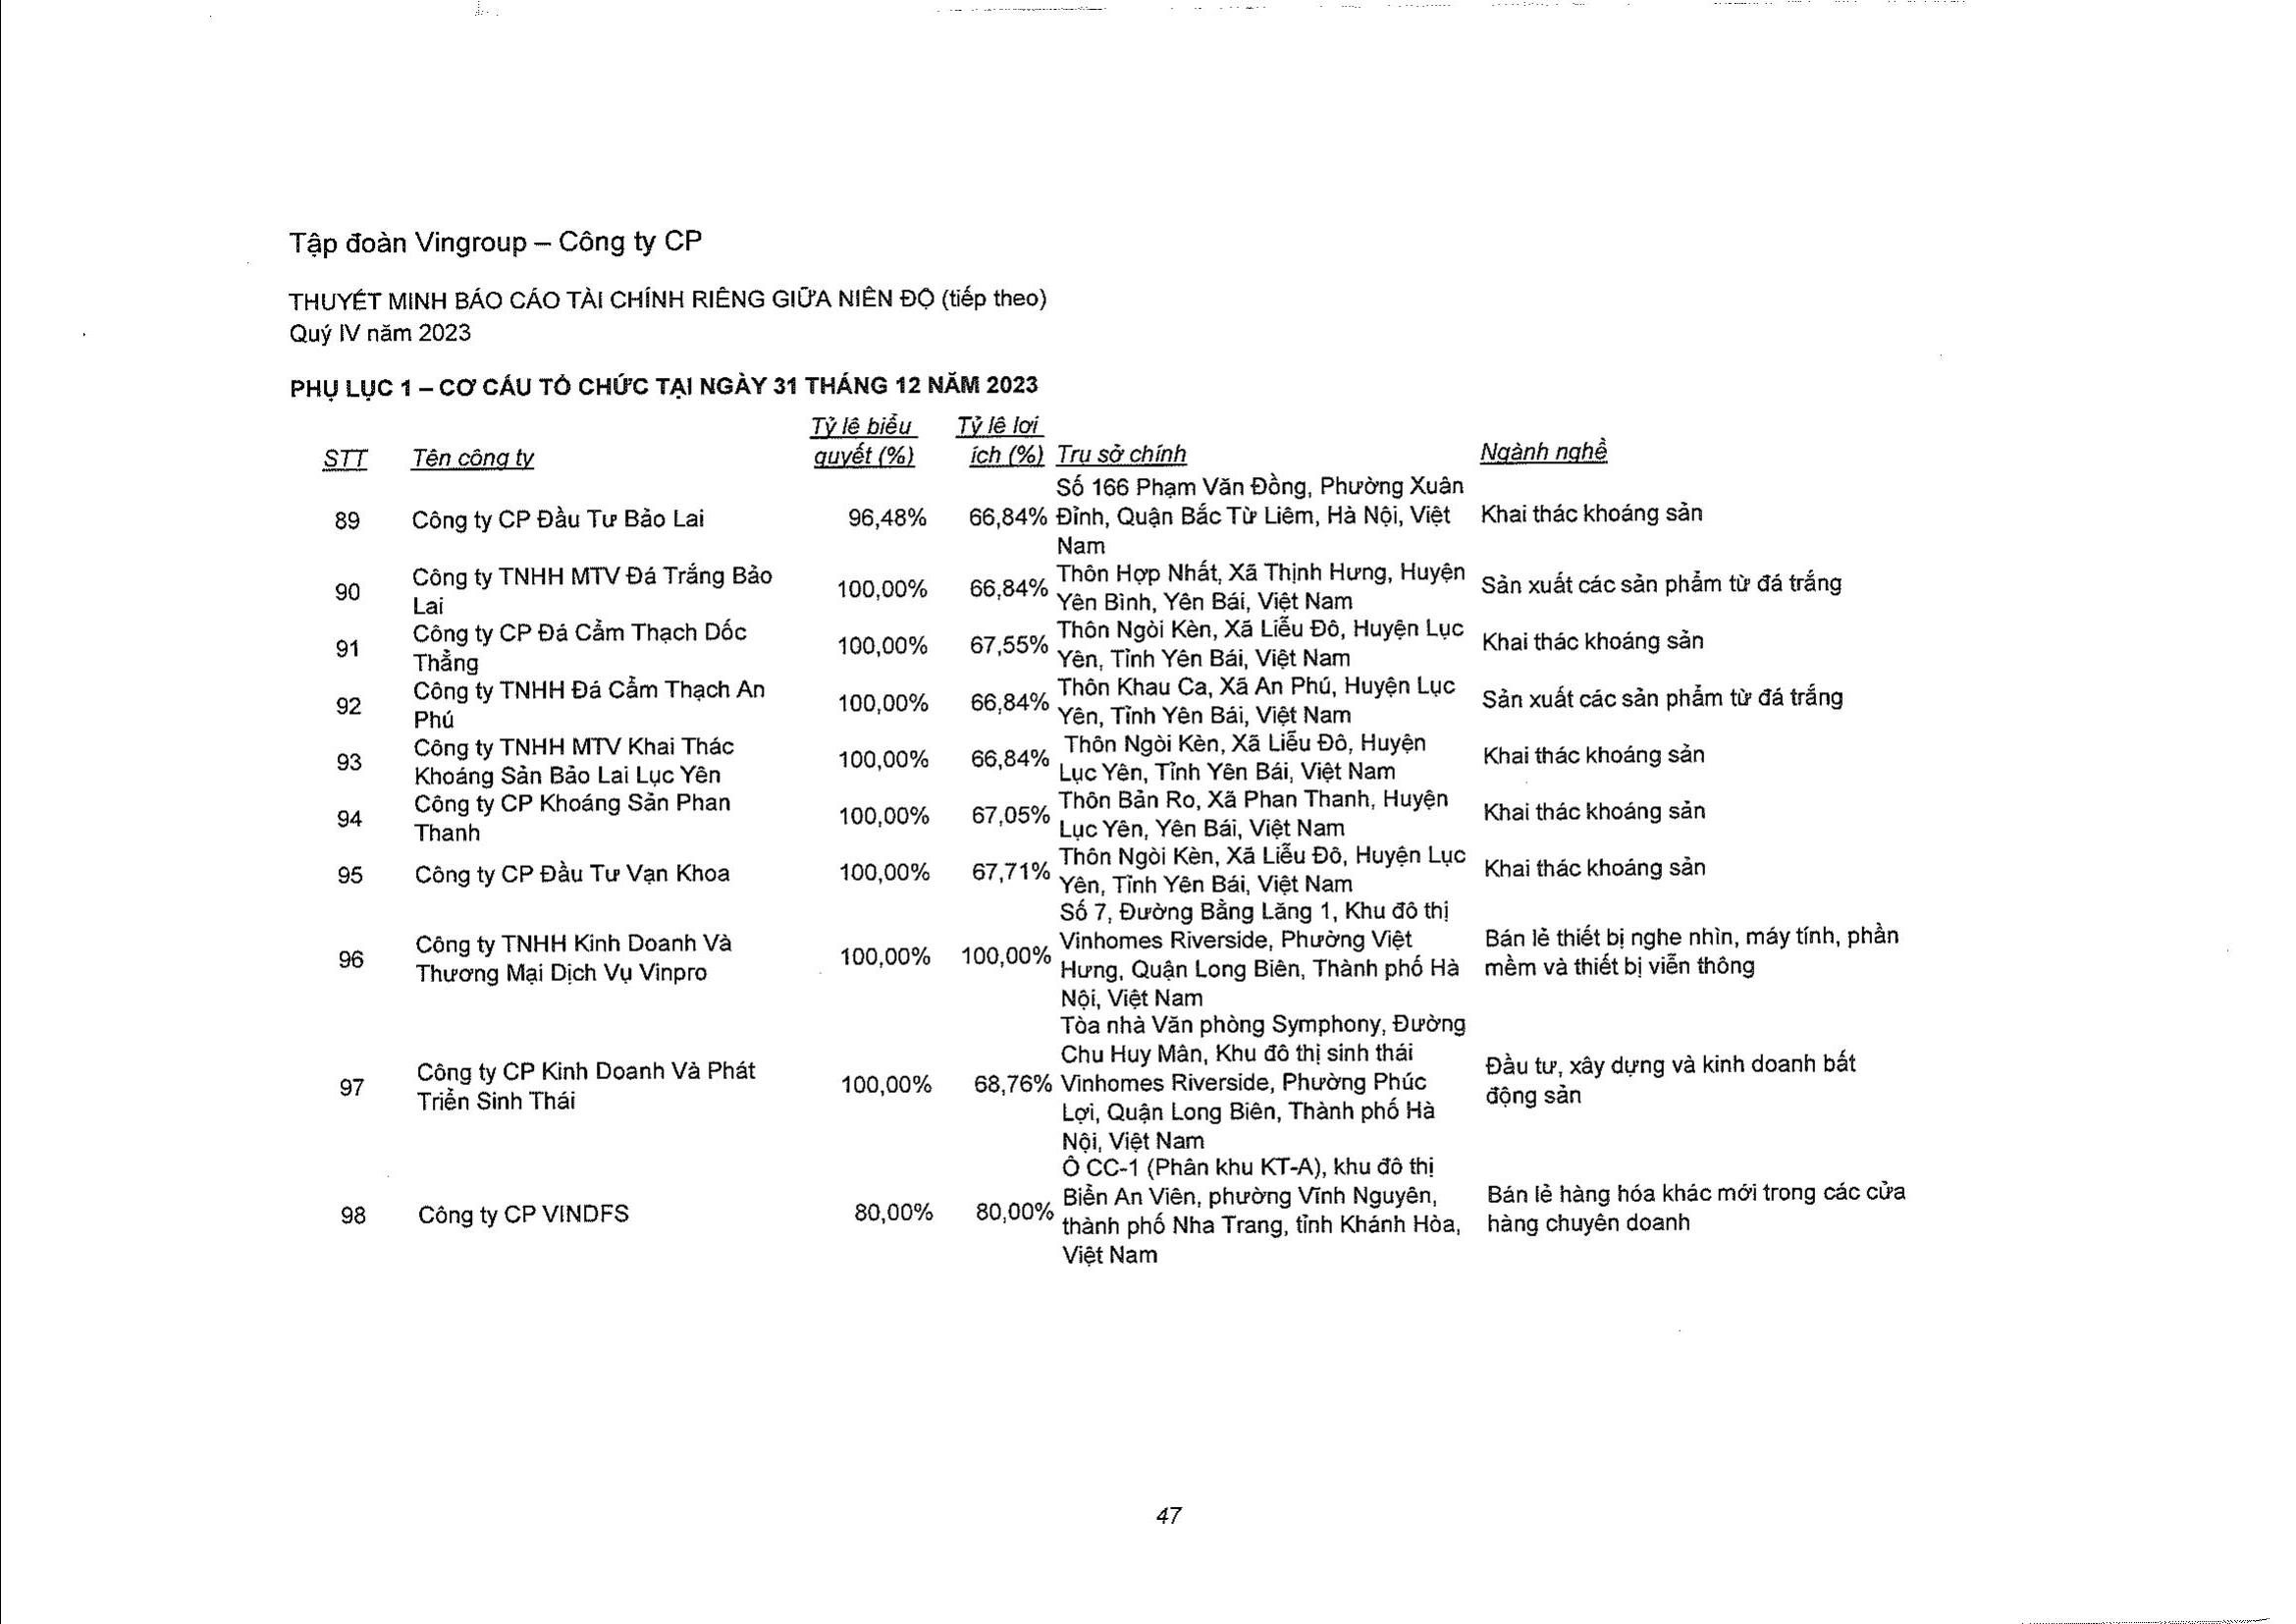 Tập đoàn Vingroup – Công ty CP
THUYẾT MINH BÁO CÁO TÀI CHÍNH RIÊNG GIỮA NIÊN ĐỘ (tiếp theo)
Quý IV năm 2023
PHỤ LỤC 1 – CƠ CẤU TỔ CHỨC TẠI NGÀY 31 THÁNG 12 NĂM 2023
STT Tên công ty Tỷ lệ biểu quyết (%) Tỷ lệ lợi ích (%) Trụ sở chính Ngành nghề
Số 166 Phạm Văn Đồng, Phường Xuân
89 Công ty CP Đầu Tư Bảo Lai 96,48% 66,84% Đỉnh, Quận Bắc Từ Liêm, Hà Nội, Việt Khai thác khoáng sản
Nam
90 Công ty TNHH MTV Đá Trắng Bảo 100,00% 66,84% Thôn Hợp Nhất, Xã Thịnh Hưng, Huyện Sản xuất các sản phẩm từ đá trắng
Lai Yên Bình, Yên Bái, Việt Nam
91 Công ty CP Đá Cẩm Thạch Dốc 100,00% 67,55% Thôn Ngòi Kèn, Xã Liễu Đô, Huyện Lục Khai thác khoáng sản
Thẳng Yên, Tỉnh Yên Bái, Việt Nam
92 Công ty TNHH Đá Cẩm Thạch An 100,00% 66,84% Thôn Khau Ca, Xã An Phú, Huyện Lục Sản xuất các sản phẩm từ đá trắng
Phú Yên, Tỉnh Yên Bái, Việt Nam
93 Công ty TNHH MTV Khai Thác 100,00% 66,84% Thôn Ngòi Kèn, Xã Liễu Đô, Huyện Khai thác khoáng sản
Khoáng Sản Bảo Lai Lục Yên Lục Yên, Tỉnh Yên Bái, Việt Nam
94 Công ty CP Khoáng Sản Phan 100,00% 67,05% Thôn Bản Ro, Xã Phan Thanh, Huyện Khai thác khoáng sản
Thanh Lục Yên, Yên Bái, Việt Nam
95 Công ty CP Đầu Tư Vạn Khoa 100,00% 67,71% Thôn Ngòi Kèn, Xã Liễu Đô, Huyện Lục Khai thác khoáng sản
Yên, Tỉnh Yên Bái, Việt Nam
Số 7, Đường Bằng Lăng 1, Khu đô thị
96 Công ty TNHH Kinh Doanh Và 100,00% 100,00% Vinhomes Riverside, Phường Việt Bán lẻ thiết bị nghe nhìn, máy tính, phần
Thương Mại Dịch Vụ Vinpro Hưng, Quận Long Biên, Thành phố Hà mềm và thiết bị viễn thông
Nội, Việt Nam
Tòa nhà Văn phòng Symphony, Đường
Chu Huy Mân, Khu đô thị sinh thái
97 Công ty CP Kinh Doanh Và Phát 100,00% 68,76% Vinhomes Riverside, Phường Phúc Đầu tư, xây dựng và kinh doanh bất
Triển Sinh Thái Lợi, Quận Long Biên, Thành phố Hà động sản
Nội, Việt Nam
Ô CC-1 (Phân khu KT-A), khu đô thị
98 Công ty CP VINDFS 80,00% 80,00% Biển An Viên, phường Vĩnh Nguyên, Bán lẻ hàng hóa khác mới trong các cửa
thành phố Nha Trang, tỉnh Khánh Hòa, hàng chuyên doanh
Việt Nam
47